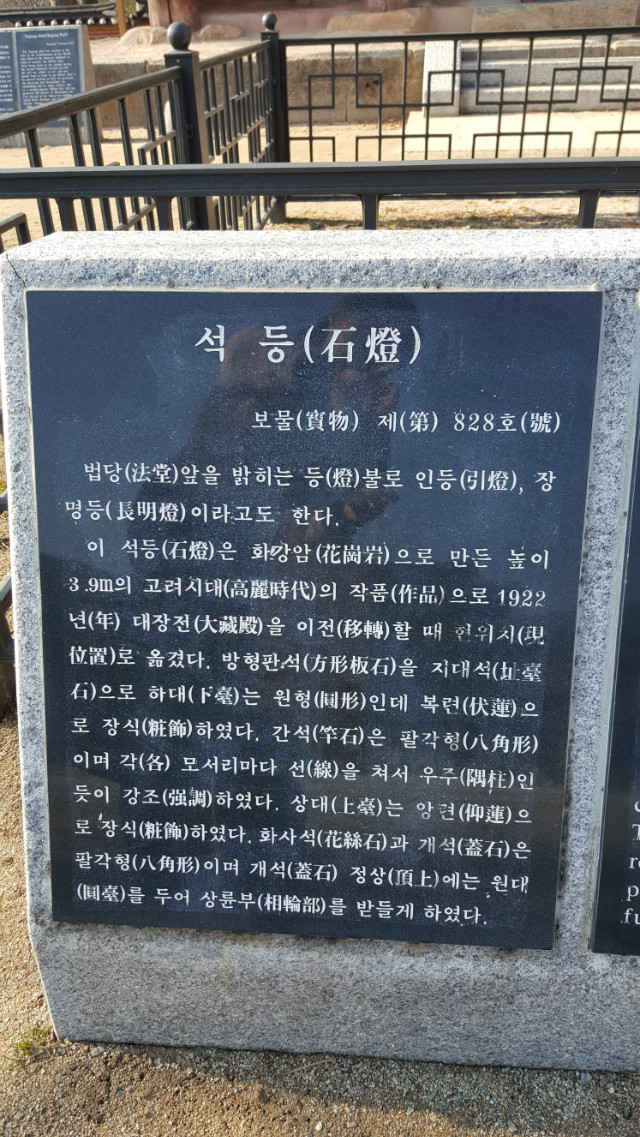 석 등(石燈)
보물(寶物) 제(第) 828호(號)
법당(法堂)앞을 밝히는 등(燈)불로 인등(引燈), 장
명등(長明燈)이라고도 한다.
이 석등(石燈)은 화강암(花崗岩)으로 만든 높이
3.9m의 고려시대(高麗時代)의 작품(作品)으로 1922
년(年) 대장전(大藏殿)을 이전(移轉)할 때 현위치(現
位置)로 옮겼다. 방형판석(方形板石)을 지대석(址臺
石)으로 하대(下臺)는 원형(圓形)인데 복련(伏蓮)으
로 장식(粧飾)하였다. 간석(竿石)은 팔각형(八角形)
이며 각(各) 모서리마다 선(線)을 쳐서 우주(隅柱)인
듯이 강조(强調)하였다. 상대(上臺)는 앙련(仰蓮)으
로 장식(粧飾)하였다. 화사석(花絲石)과 개석(蓋石)은
팔각형(八角形)이며 개석(蓋石) 정상(頂上)에는 원대
(圓臺)를 두어 상륜부(相輪部)를 받들게 하였다.